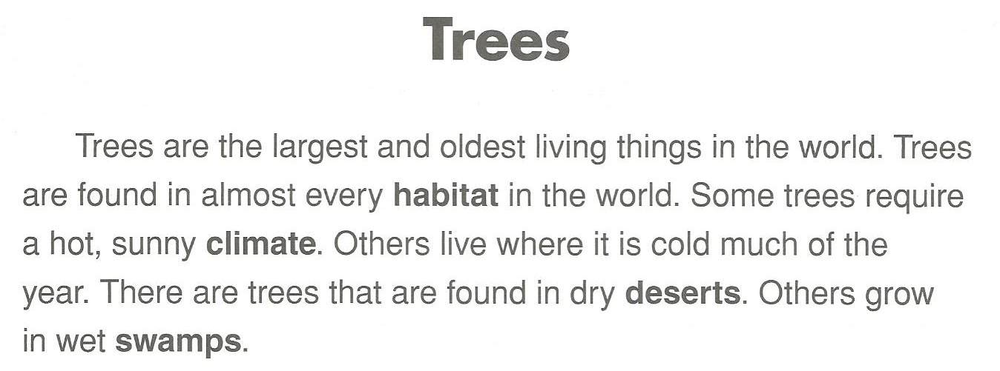 Trees
Trees are the largest and oldest living things in the world. Trees
are found in almost every habitat in the world. Some trees require
a hot, sunny climate. Others live where it is cold much of the
year. There are trees that are found in dry deserts. Others grow
in wet swamps.